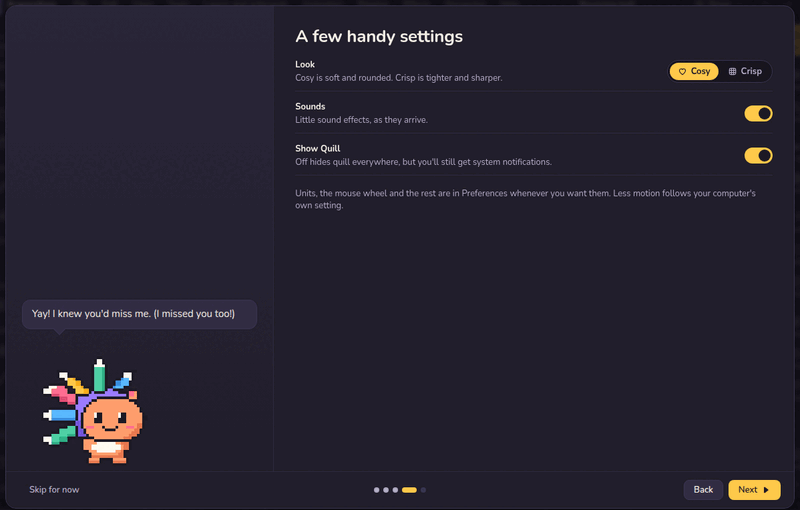 A few handy settings
Look
Cosy is soft and rounded. Crisp is tighter and sharper.
Cosy
Crisp
Sounds
Little sound effects, as they arrive.
Show Quill
Off hides quill everywhere, but you'll still get system notifications.
Units, the mouse wheel and the rest are in Preferences whenever you want them. Less motion follows your computer's
own setting.
Yay! I knew you'd miss me. (I missed you too!)
Skip for now
Back
Next